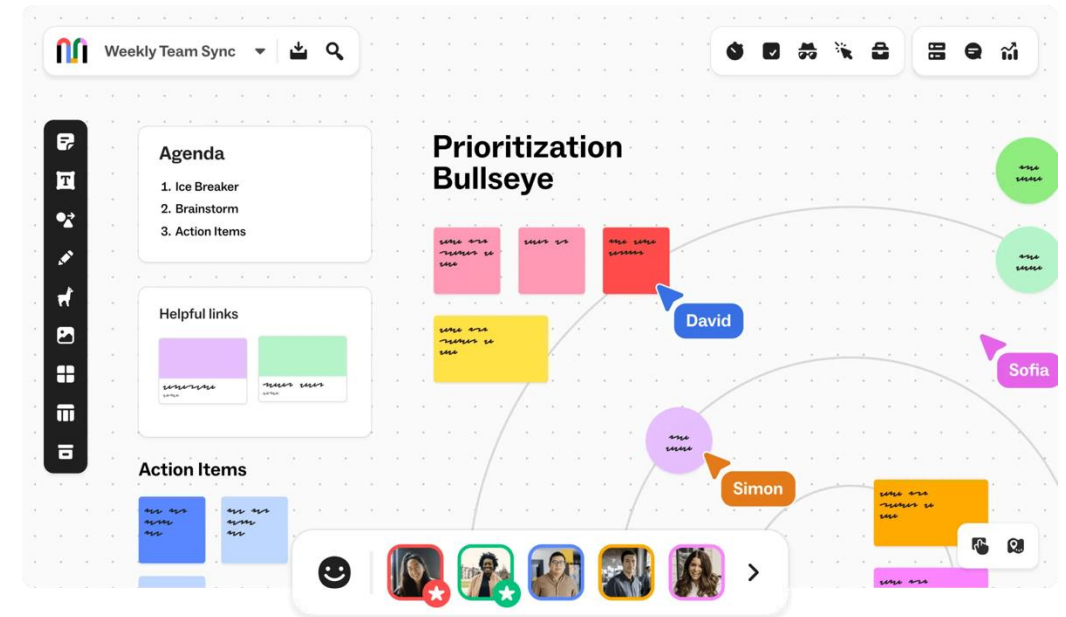 Weekly Team Sync
Agenda
1. Ice Breaker
2. Brainstorm
3. Action Items
Helpful links
Action Items
Prioritization
Bullseye
David
Sofia
Simon
T